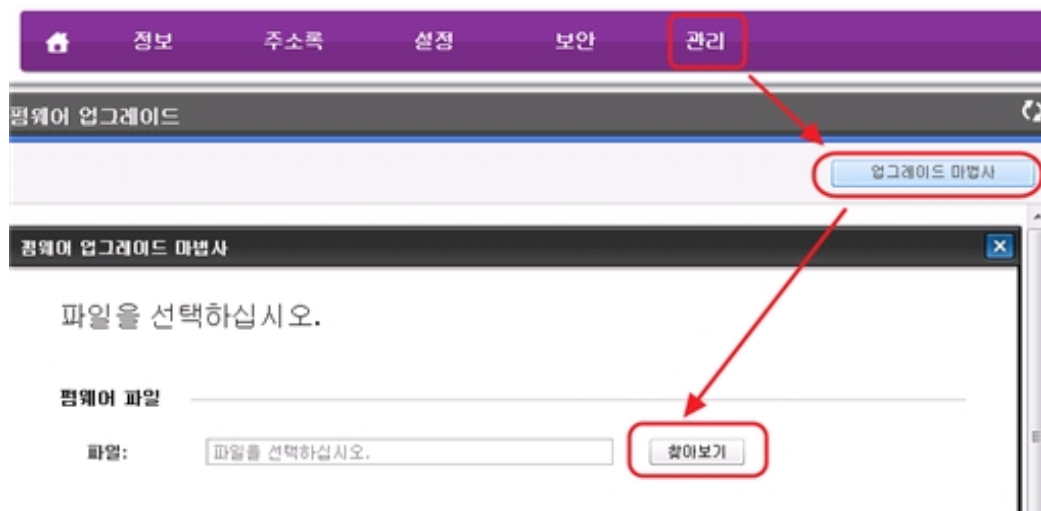 정보 주소록 설정 보안 관리
펌웨어 업그레이드
업그레이드 마법사
펌웨어 업그레이드 마법사
파일을 선택하십시오.
펌웨어 파일
파일: 파일을 선택하십시오. 찾아보기